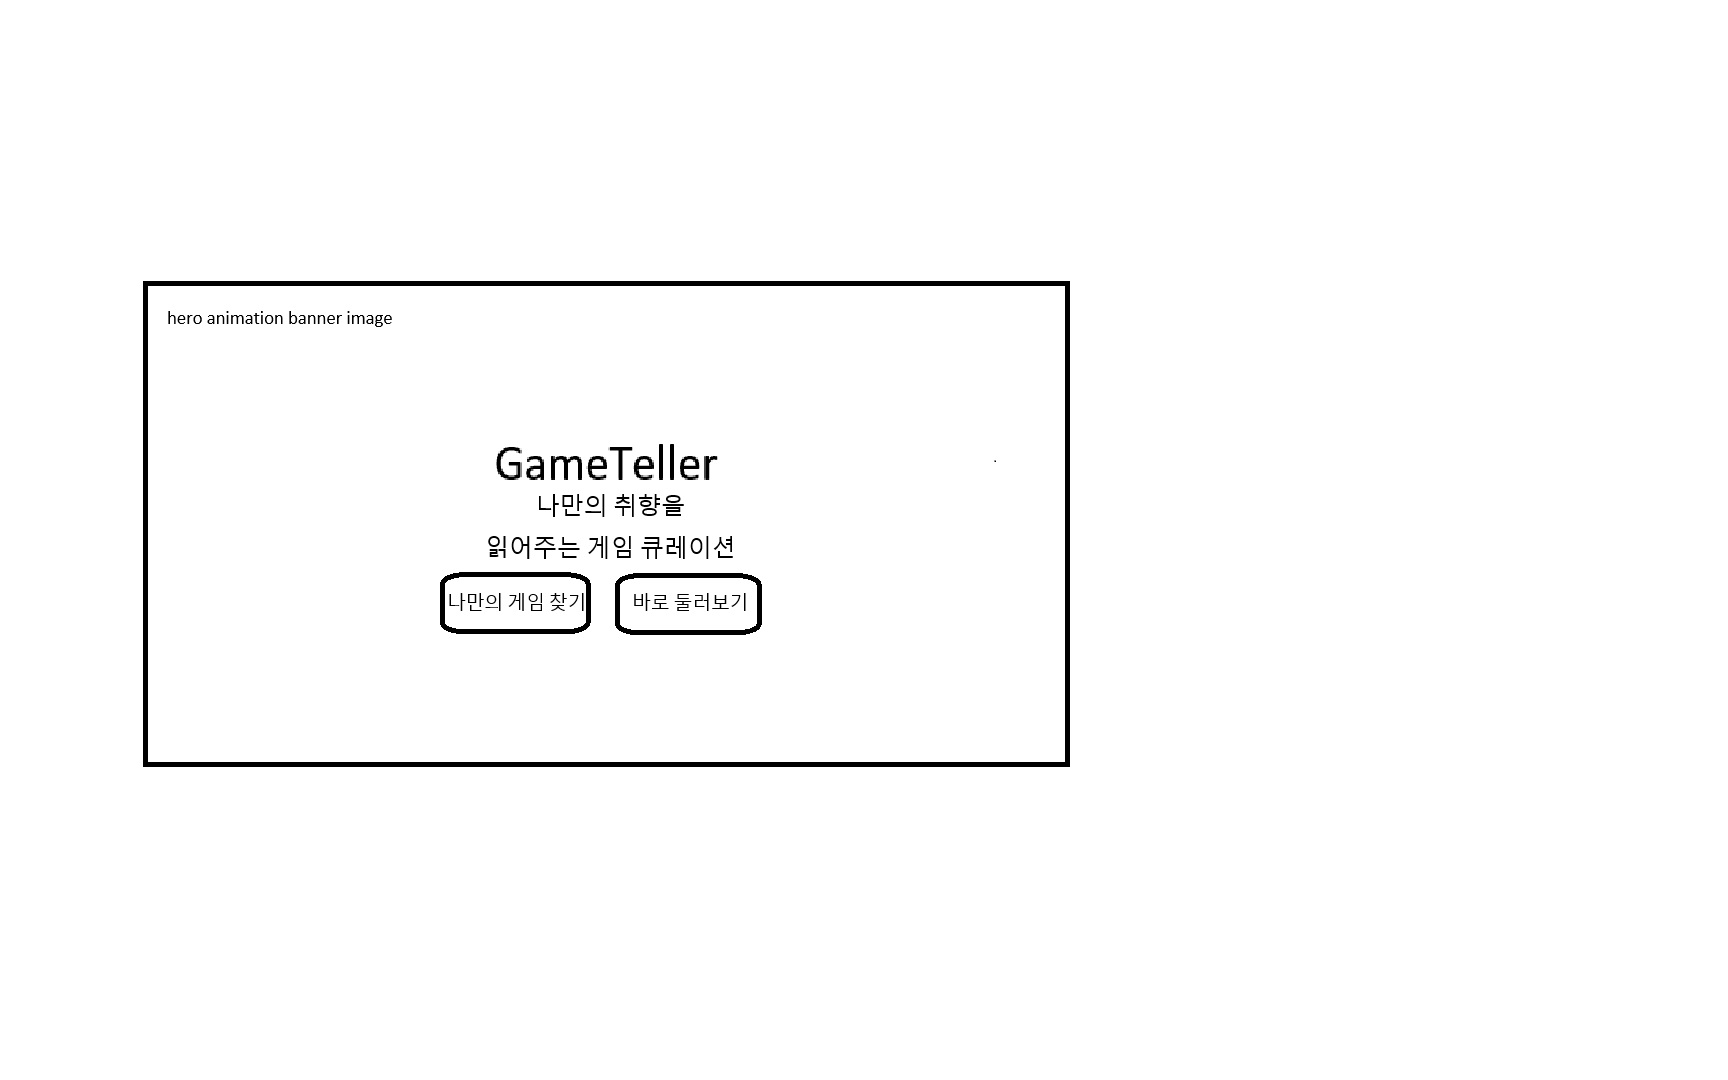 hero animation banner image
GameTeller
나만의 취향을
읽어주는 게임 큐레이션
나만의 게임 찾기
바로 둘러보기